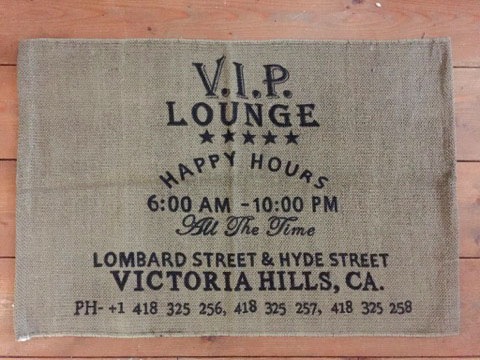 V.I.P.
LOUNGE
★★★★★
HAPPY HOURS
6:00 AM - 10:00 PM
All The Time
LOMBARD STREET & HYDE STREET
VICTORIA HILLS, CA.
PH- +1 418 325 256, 418 325 257, 418 325 258